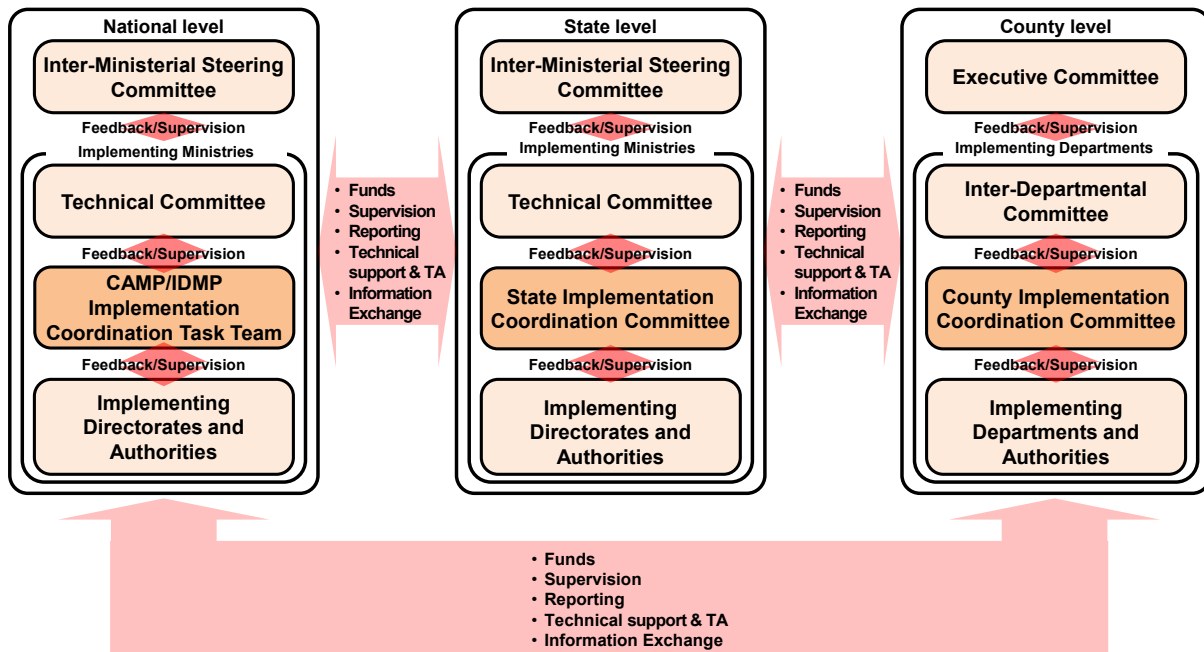 National level
Inter-Ministerial Steering
Committee
Feedback/Supervision
Implementing Ministries
Technical Committee
Feedback/Supervision
CAMP/IDMP
Implementation
Coordination Task Team
Feedback/Supervision
Implementing
Directorates and
Authorities
• Funds
• Supervision
• Reporting
• Technical
support & TA
• Information
Exchange
State level
Inter-Ministerial Steering
Committee
Feedback/Supervision
Implementing Ministries
Technical Committee
Feedback/Supervision
State Implementation
Coordination Committee
Feedback/Supervision
Implementing
Directorates and
Authorities
• Funds
• Supervision
• Reporting
• Technical
support & TA
• Information
Exchange
County level
Executive Committee
Feedback/Supervision
Implementing Departments
Inter-Departmental
Committee
Feedback/Supervision
County Implementation
Coordination Committee
Feedback/Supervision
Implementing
Departments and
Authorities
• Funds
• Supervision
• Reporting
• Technical support & TA
• Information Exchange